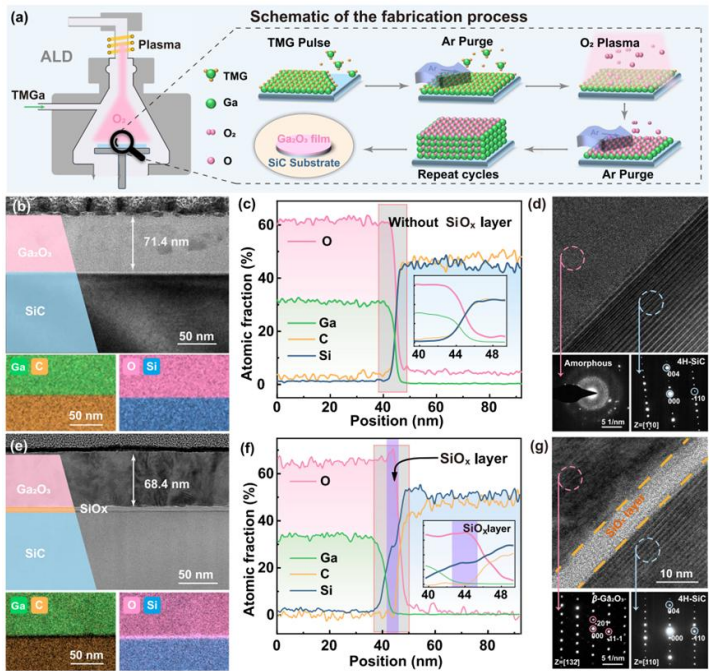 (a)
Schematic of the fabrication process
Plasma
ALD
TMGa
O₂
TMG Pulse
Ar Purge
O₂ Plasma
Ar
TMG
Ga
O₂
O
Ga₂O₃ film
SiC Substrate
Repeat cycles
Ar
Ar Purge
(b)
Ga₂O₃
SiC
71.4 nm
50 nm
Ga C
O Si
50 nm
(c)
Without SiOₓ layer
O
Ga
C
Si
Atomic fraction (%)
60
40
20
0
40 44 48
0 20 40 60 80
Position (nm)
(d)
Amorphous
5 1/nm
4H-SiC
004
000
Z=[1̄10]
(e)
Ga₂O₃
SiOx
SiC
68.4 nm
50 nm
Ga C
O Si
50 nm
(f)
SiOₓ layer
O
Ga
C
Si
Atomic fraction (%)
60
40
20
0
SiOₓlayer
40 44 48
0 20 40 60 80
Position (nm)
(g)
SiOₓ layer
10 nm
β-Ga₂O₃
000
Z=[132]
5 1/nm
4H-SiC
004
000
Z=[110]